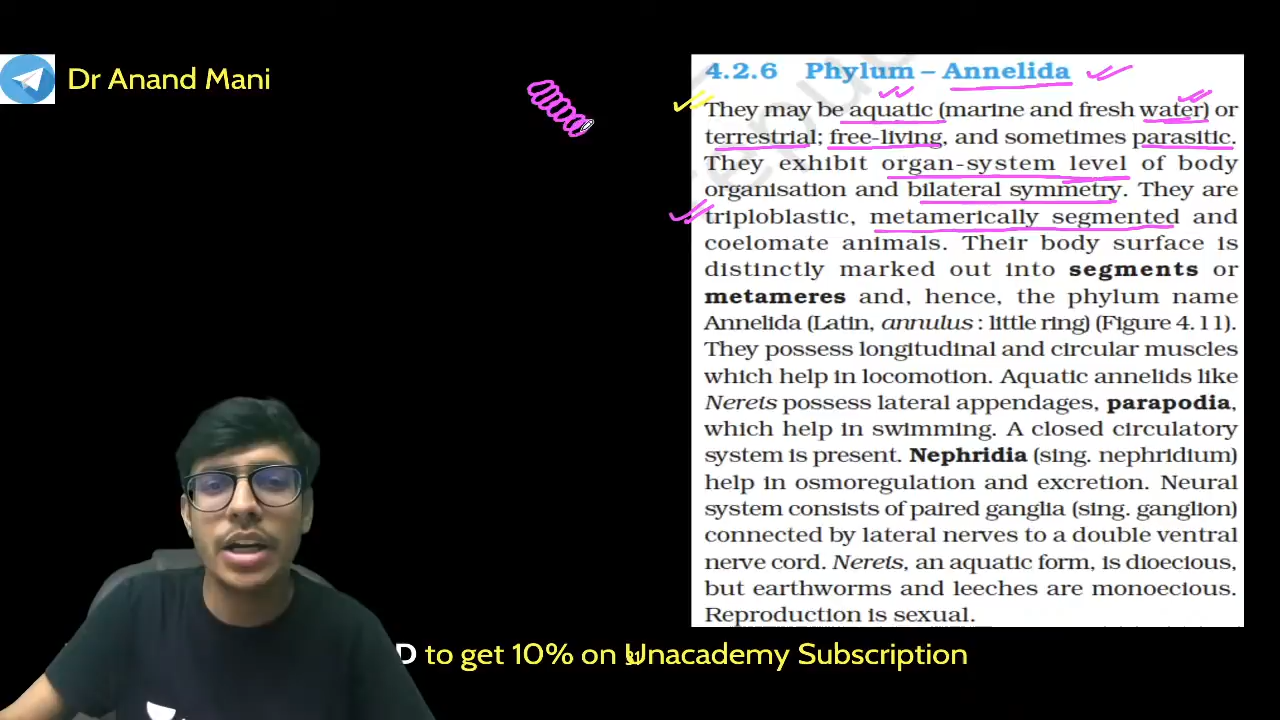 Dr Anand Mani
4.2.6 Phylum – Annelida
They may be aquatic (marine and fresh water) or
terrestrial; free-living, and sometimes parasitic.
They exhibit organ-system level of body
organisation and bilateral symmetry. They are
triploblastic, metamerically segmented and
coelomate animals. Their body surface is
distinctly marked out into segments or
metameres and, hence, the phylum name
Annelida (Latin, annulus : little ring) (Figure 4.11).
They possess longitudinal and circular muscles
which help in locomotion. Aquatic annelids like
Nereis possess lateral appendages, parapodia,
which help in swimming. A closed circulatory
system is present. Nephridia (sing. nephridium)
help in osmoregulation and excretion. Neural
system consists of paired ganglia (sing. ganglion)
connected by lateral nerves to a double ventral
nerve cord. Nereis, an aquatic form, is dioecious,
but earthworms and leeches are monoecious.
Reproduction is sexual.
D to get 10% on Unacademy Subscription